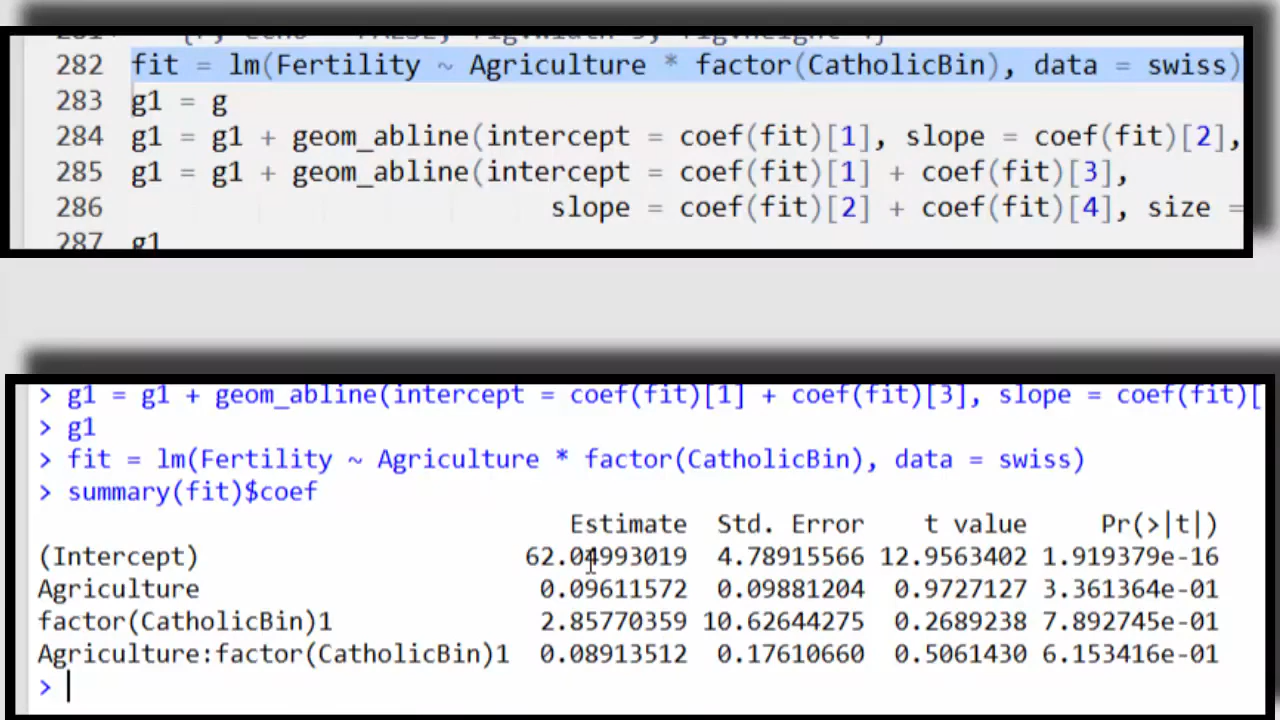 282 fit = lm(Fertility ~ Agriculture * factor(CatholicBin), data = swiss)
283 g1 = g
284 g1 = g1 + geom_abline(intercept = coef(fit)[1], slope = coef(fit)[2],
285 g1 = g1 + geom_abline(intercept = coef(fit)[1] + coef(fit)[3],
286 slope = coef(fit)[2] + coef(fit)[4], size =
287 g1
> g1 = g1 + geom_abline(intercept = coef(fit)[1] + coef(fit)[3], slope = coef(fit)[
> g1
> fit = lm(Fertility ~ Agriculture * factor(CatholicBin), data = swiss)
> summary(fit)$coef
Estimate Std. Error t value Pr(>|t|)
(Intercept) 62.04993019 4.78915566 12.9563402 1.919379e-16
Agriculture 0.09611572 0.09881204 0.9727127 3.361364e-01
factor(CatholicBin)1 2.85770359 10.62644275 0.2689238 7.892745e-01
Agriculture:factor(CatholicBin)1 0.08913512 0.17610660 0.5061430 6.153416e-01
>